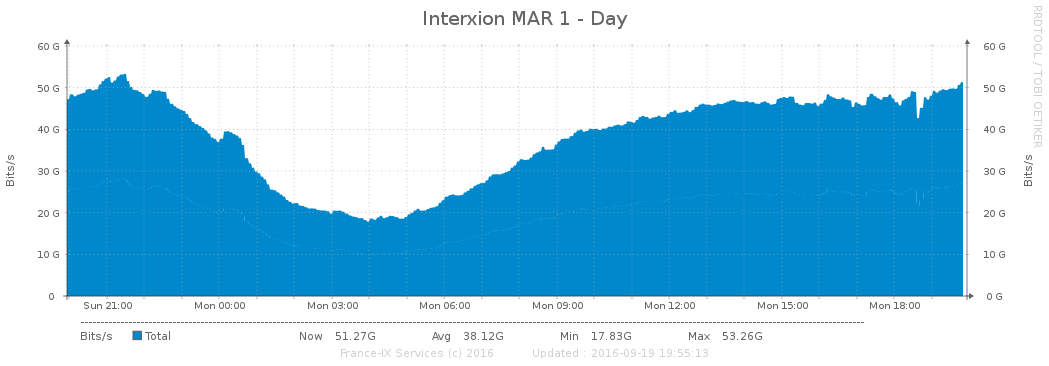 Interxion MAR 1 - Day
RRDTOOL / TOBI OETIKER
60 G 60 G
50 G 50 G
40 G 40 G
30 G 30 G
20 G 20 G
10 G 10 G
0 0 G
Bits/s
Bits/s
Sun 21:00 Mon 00:00 Mon 03:00 Mon 06:00 Mon 09:00 Mon 12:00 Mon 15:00 Mon 18:00
Bits/s Total Now 51.27G Avg 38.12G Min 17.83G Max 53.26G
France-IX Services (c) 2016 Updated : 2016-09-19 19:55:13